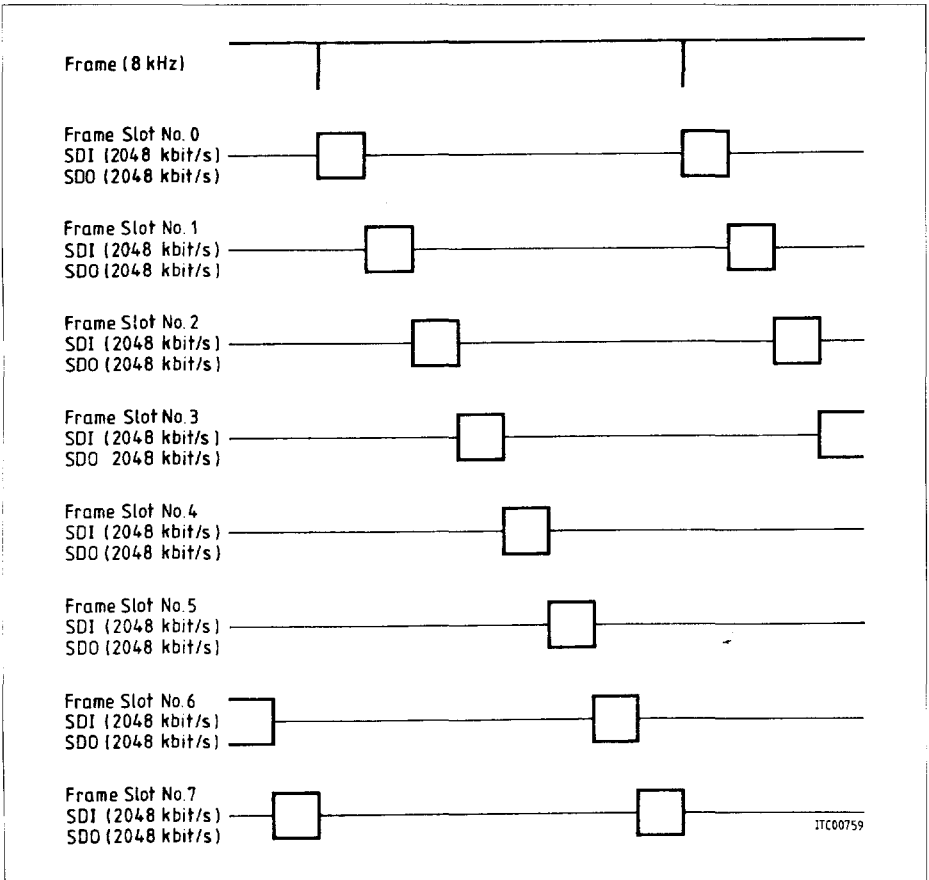 Frame (8 kHz)
Frame Slot No. 0
SDI (2048 kbit/s)
SDO (2048 kbit/s)
Frame Slot No. 1
SDI (2048 kbit/s)
SDO (2048 kbit/s)
Frame Slot No. 2
SDI (2048 kbit/s)
SDO (2048 kbit/s)
Frame Slot No. 3
SDI (2048 kbit/s)
SDO 2048 kbit/s)
Frame Slot No. 4
SDI (2048 kbit/s)
SDO (2048 kbit/s)
Frame Slot No. 5
SDI (2048 kbit/s)
SDO (2048 kbit/s)
Frame Slot No. 6
SDI (2048 kbit/s)
SDO (2048 kbit/s)
Frame Slot No. 7
SDI (2048 kbit/s)
SDO (2048 kbit/s)
ITC00759